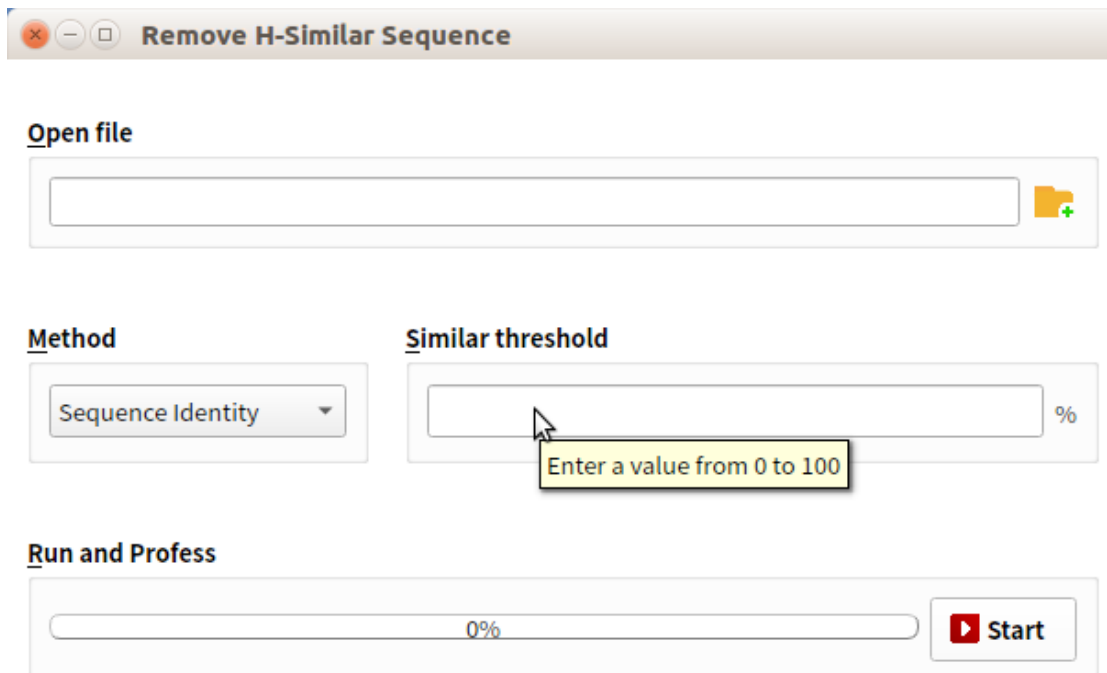 Remove H-Similar Sequence
Open file
Method
Similar threshold
Sequence Identity
%
Enter a value from 0 to 100
Run and Profess
0%
Start